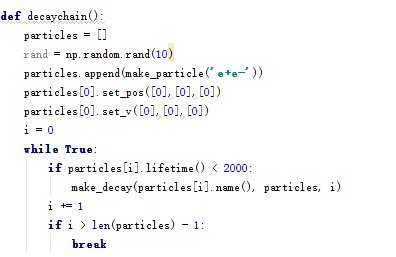 def decaychain():
    particles = []
    rand = np.random.rand(10)
    particles.append(make_particle('e+e-'))
    particles[0].set_pos([0],[0],[0])
    particles[0].set_v([0],[0],[0])
    i = 0
    while True:
        if particles[i].lifetime() < 2000:
            make_decay(particles[i].name(), particles, i)
        i += 1
        if i > len(particles) - 1:
            break